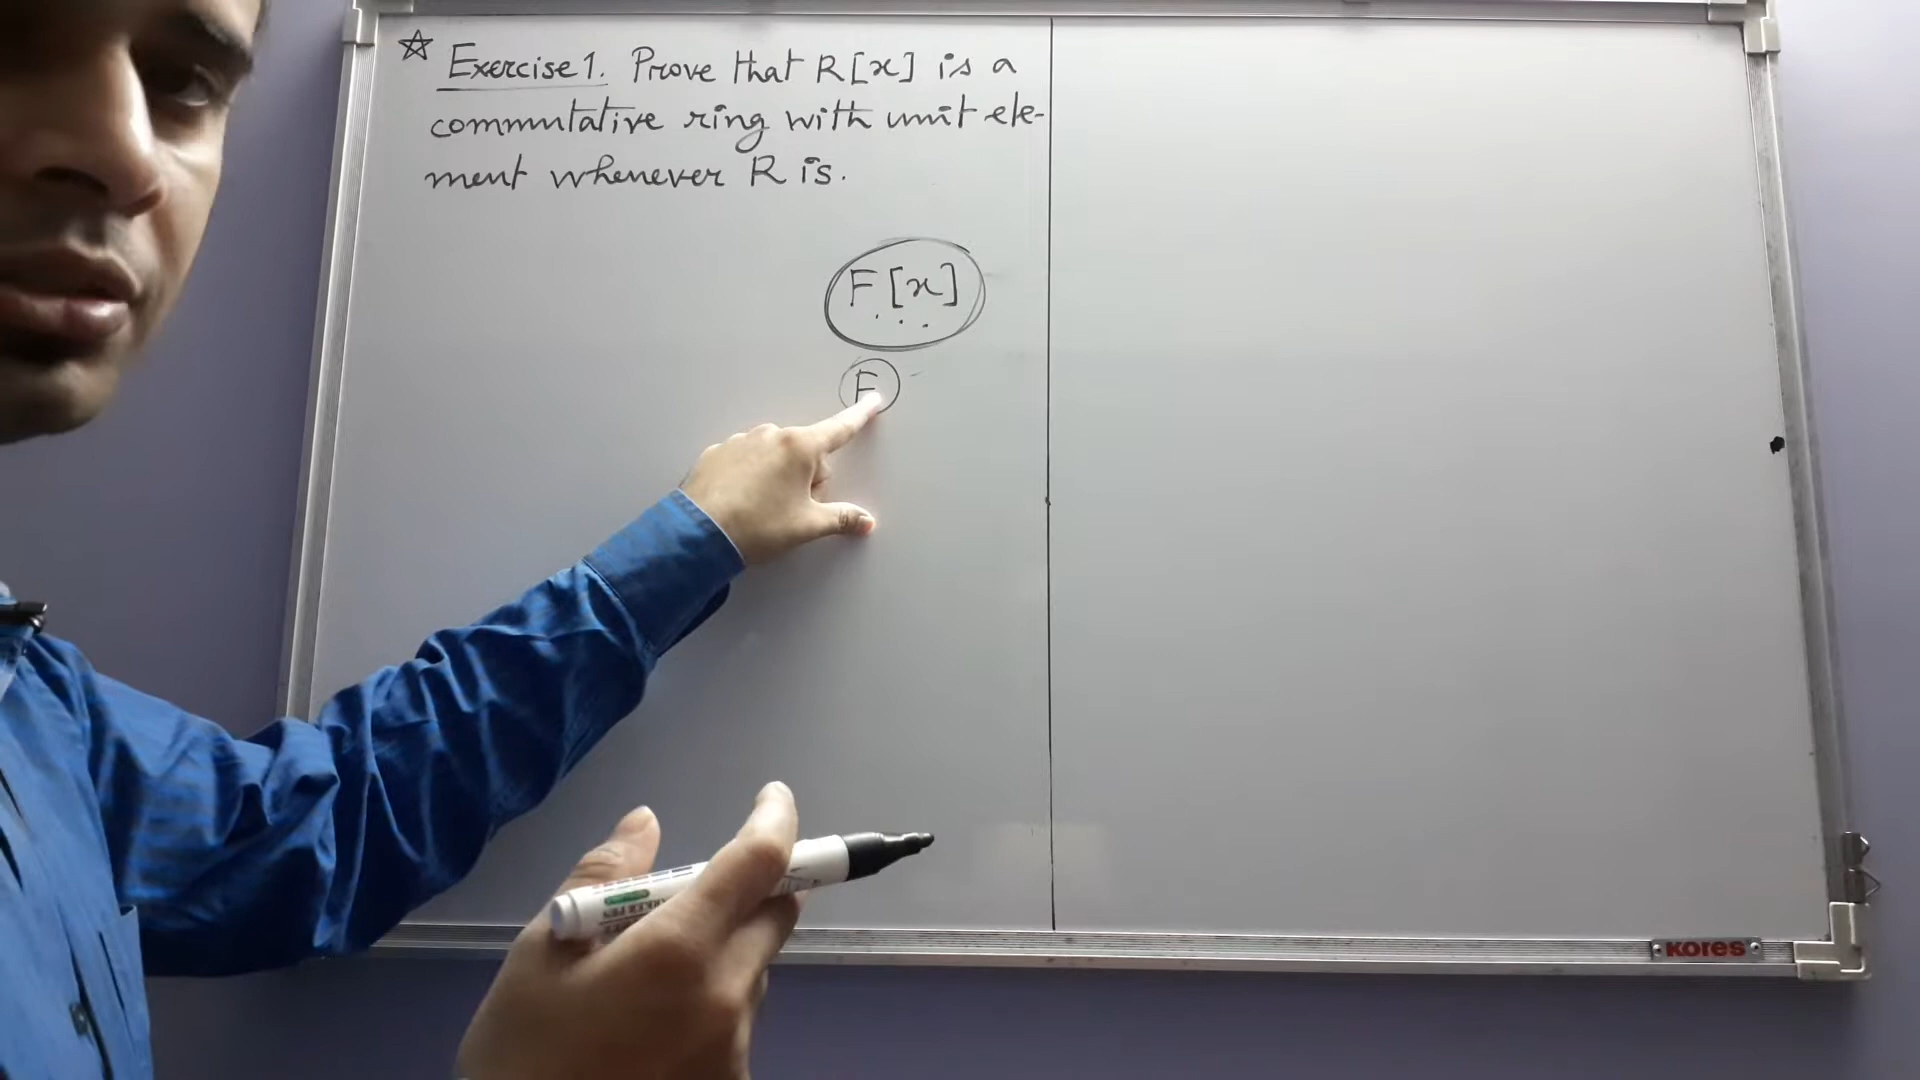 ☆ Exercise 1. Prove that R[x] is a
commutative ring with unit ele-
ment whenever R is.
F[x]
...
F
Kores